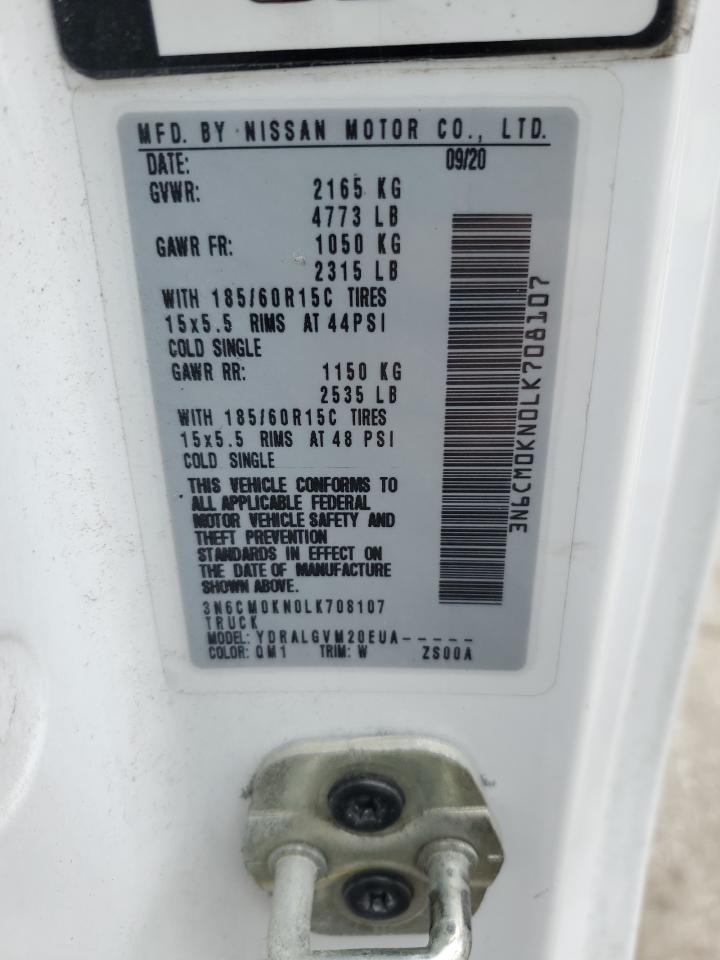 MFD. BY NISSAN MOTOR CO., LTD.
DATE: 09/20
GVWR: 2165 KG
4773 LB
GAWR FR: 1050 KG
2315 LB
WITH 185/60R15C TIRES
15x5.5 RIMS AT 44PSI
COLD SINGLE
GAWR RR: 1150 KG
2535 LB
WITH 185/60R15C TIRES
15x5.5 RIMS AT 48 PSI
COLD SINGLE
THIS VEHICLE CONFORMS TO
ALL APPLICABLE FEDERAL
MOTOR VEHICLE SAFETY AND
THEFT PREVENTION
STANDARDS IN EFFECT ON
THE DATE OF MANUFACTURE
SHOWN ABOVE.
3N6CM0KN0LK708107
TRUCK
MODEL: YDRALGVM20EUA-----
COLOR: QM1 TRIM: W ZS00A
3N6CM0KN0LK708107